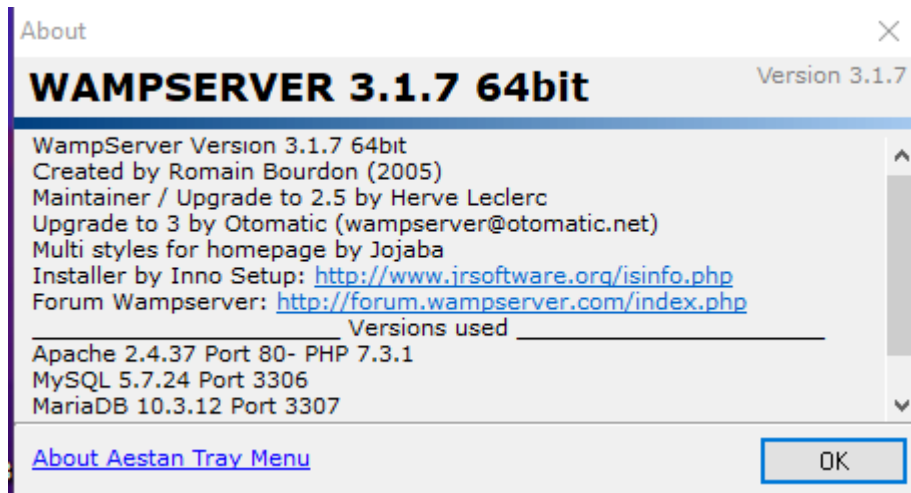 About
WAMPSERVER 3.1.7 64bit
Version 3.1.7
WampServer Version 3.1.7 64bit
Created by Romain Bourdon (2005)
Maintainer / Upgrade to 2.5 by Herve Leclerc
Upgrade to 3 by Otomatic (wampserver@otomatic.net)
Multi styles for homepage by Jojaba
Installer by Inno Setup: http://www.jrsoftware.org/isinfo.php
Forum Wampserver: http://forum.wampserver.com/index.php
______________________ Versions used ______________________
Apache 2.4.37 Port 80- PHP 7.3.1
MySQL 5.7.24 Port 3306
MariaDB 10.3.12 Port 3307
About Aestan Tray Menu
OK